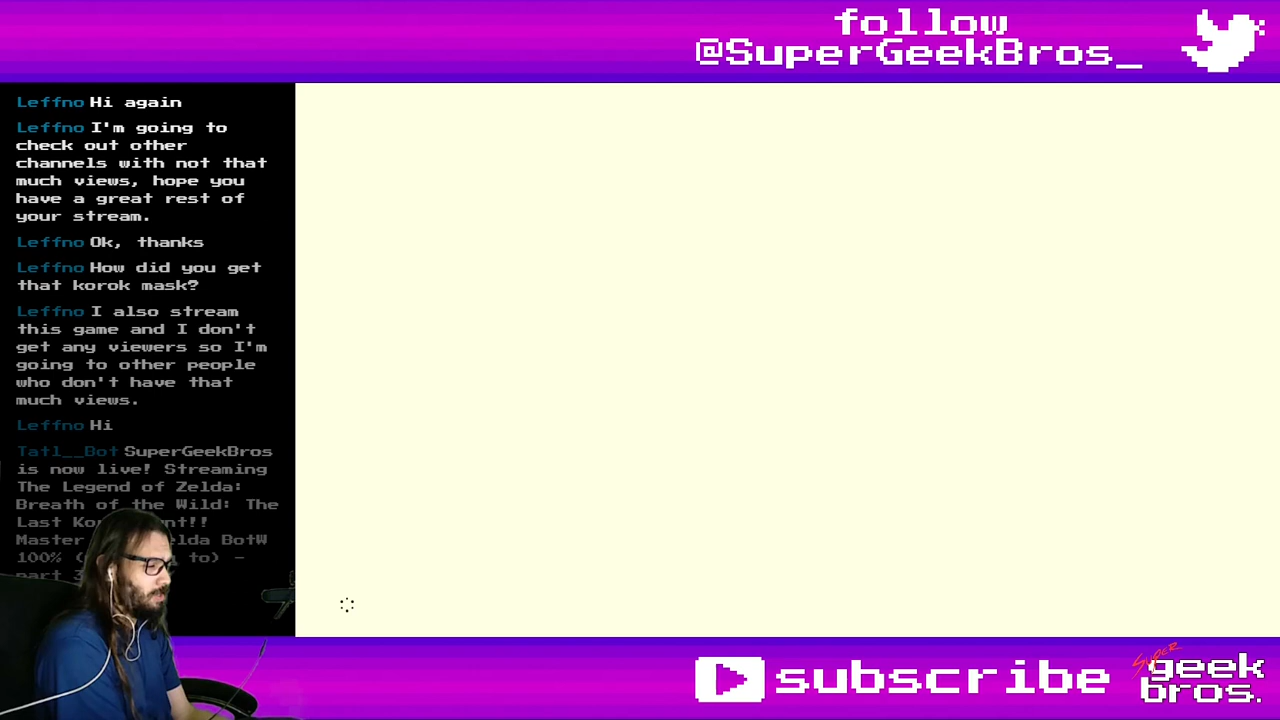 follow
@SuperGeekBros_
Leffno Hi again
Leffno I'm going to
check out other
channels with not that
much views, hope you
have a great rest of
your stream.
Leffno Ok, thanks
Leffno How did you get
that korok mask?
Leffno I also stream
this game and I don't
get any viewers so I'm
going to other people
who don't have that
much views.
Leffno Hi
Tatl__Bot SuperGeekBros
is now live! Streaming
The Legend of Zelda:
Breath of the Wild: The
Last
Master
BotW
100% to) -
part
subscribe
super
geek
bros.